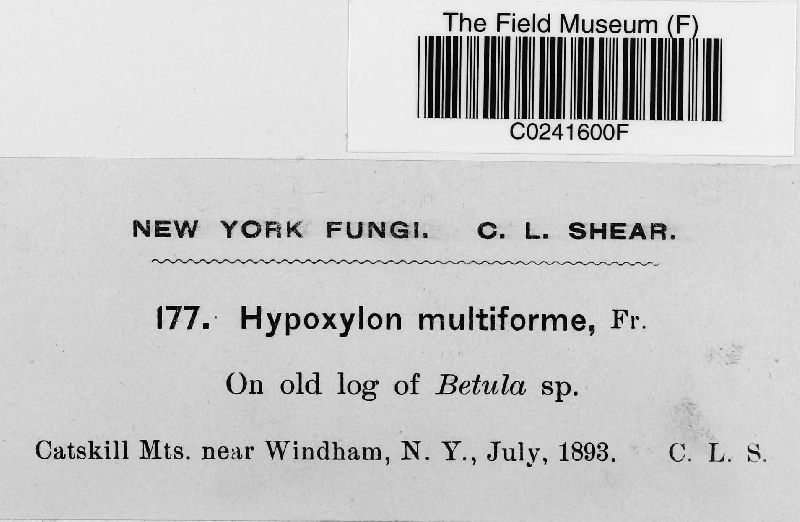 The Field Museum (F)
C0241600F
NEW YORK FUNGI. C. L. SHEAR.
177. Hypoxylon multiforme, Fr.
On old log of Betula sp.
Catskill Mts. near Windham, N. Y., July, 1893. C. L. S.